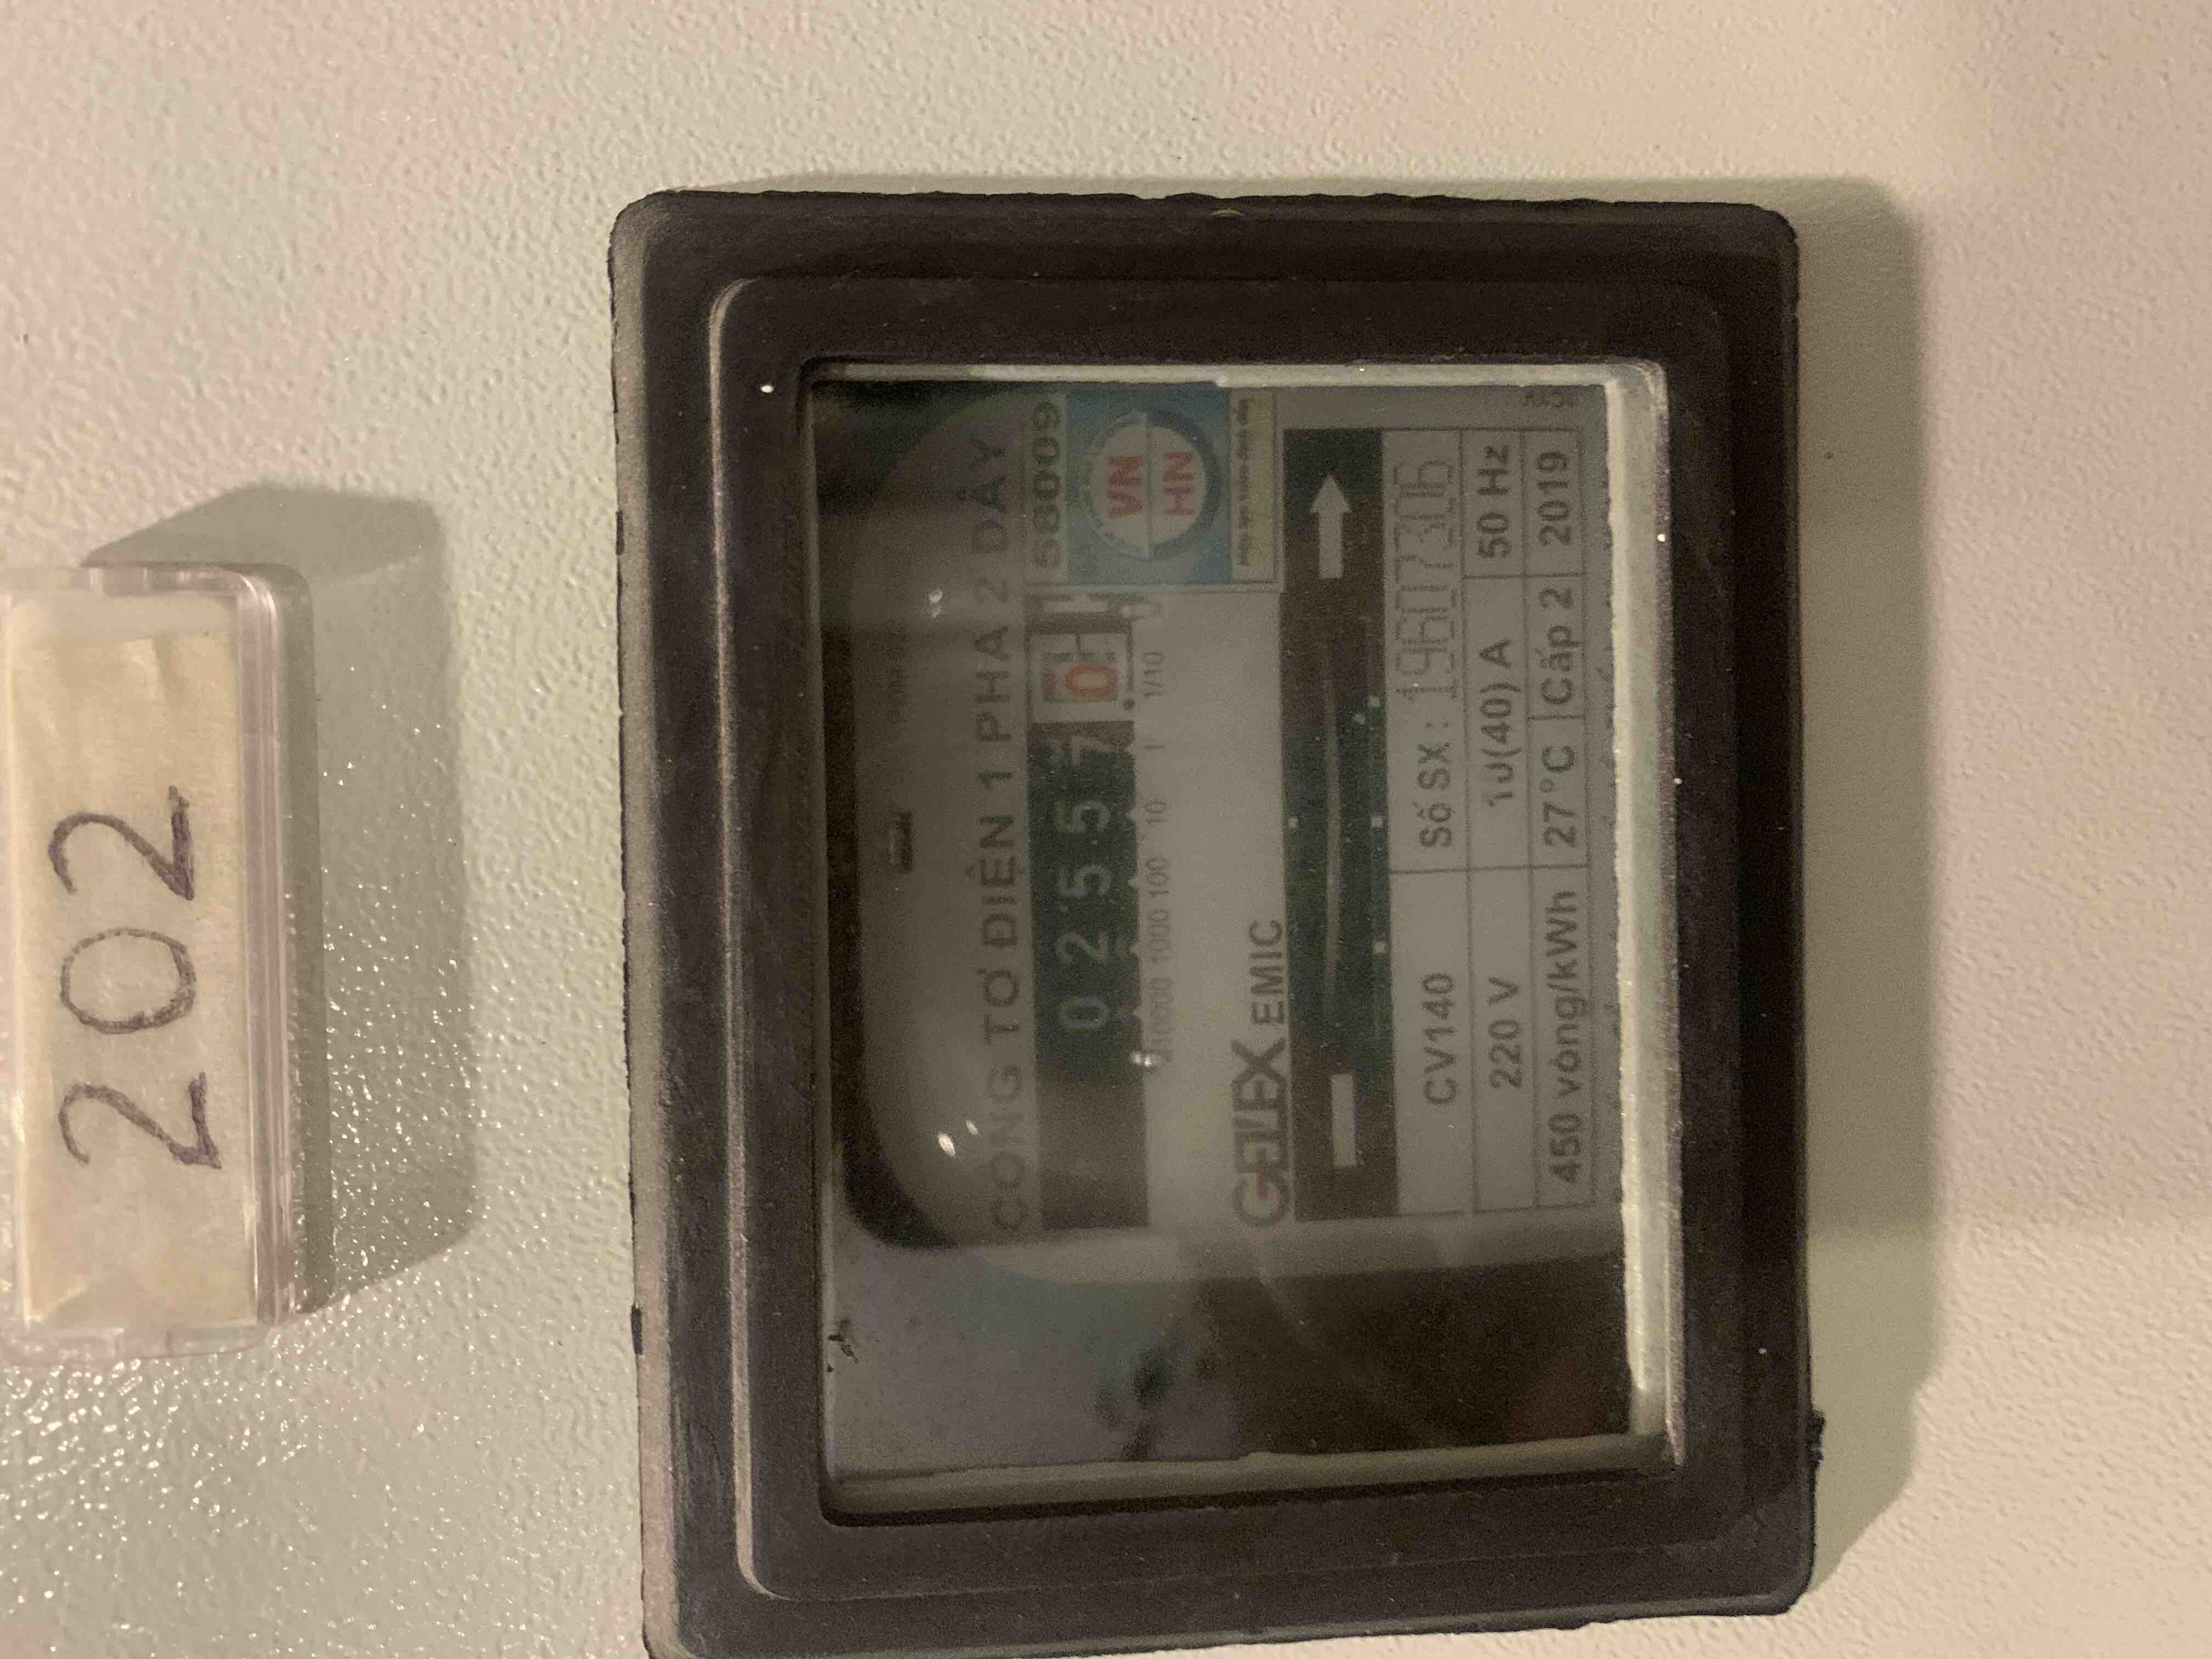 202
CÔNG TƠ ĐIỆN 1 PHA 2 DÂY
58009
0 2 5 5 7 0
10000 1000 100 10 1 1/10
VN
HN
GELEX EMIC
CV140
Số SX : 19607306
220 V
10(40) A
50 Hz
450 vòng/kWh
27°C
Cấp 2
2019